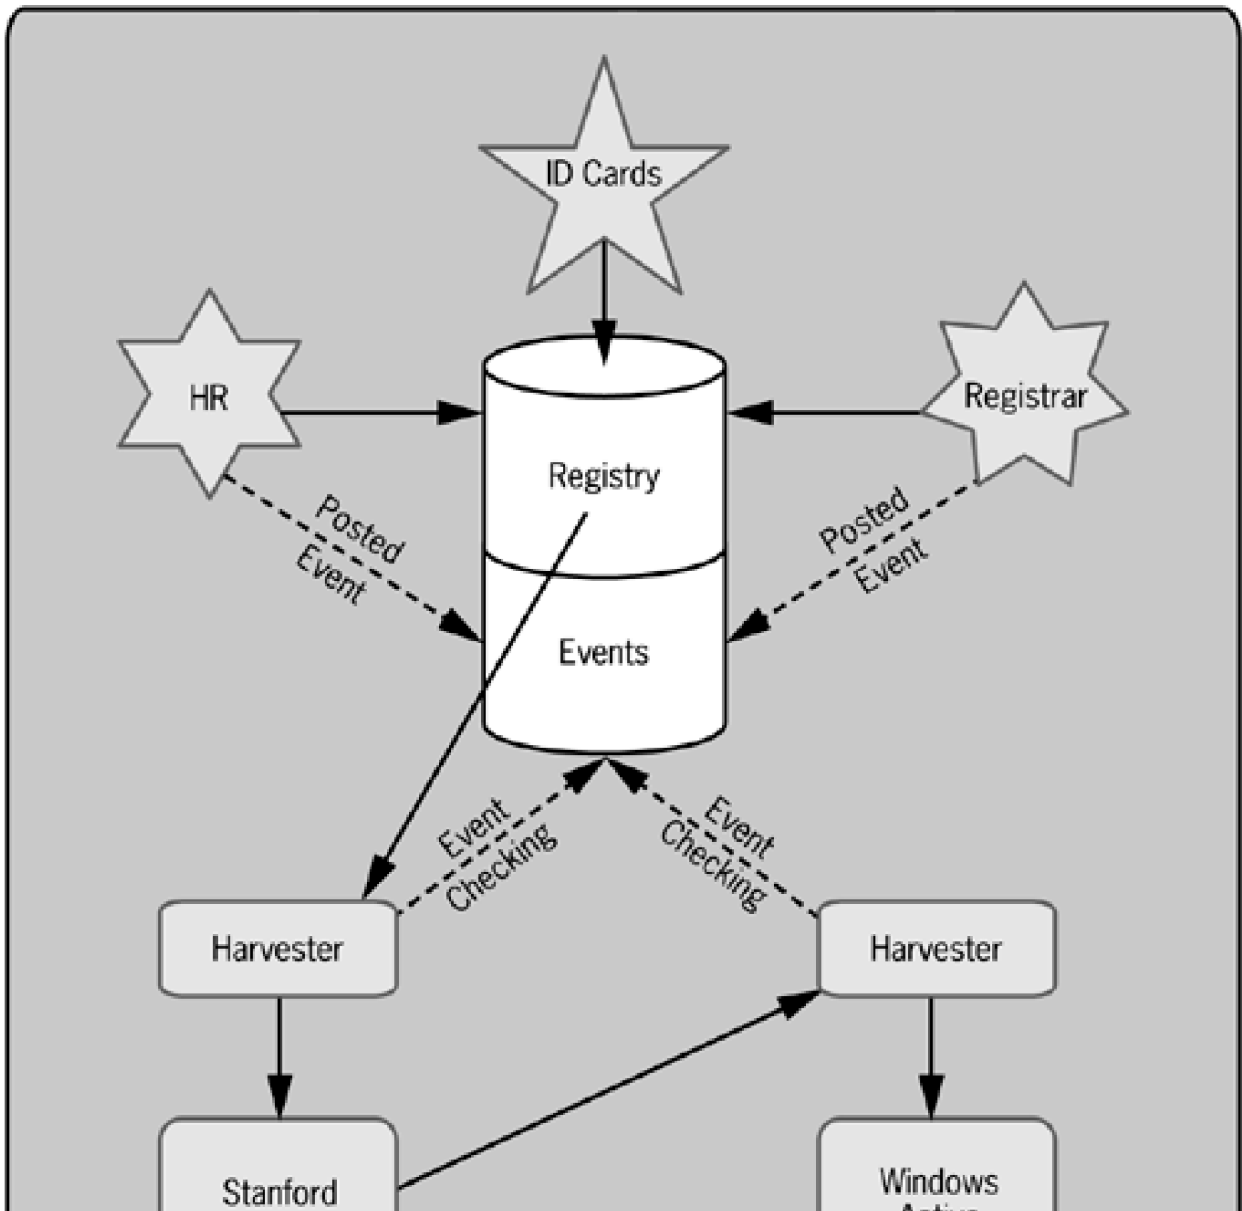 ID Cards
HR
Registrar
Registry
Posted
Event
Posted
Event
Events
Event
Checking
Event
Checking
Harvester
Harvester
Stanford
Windows